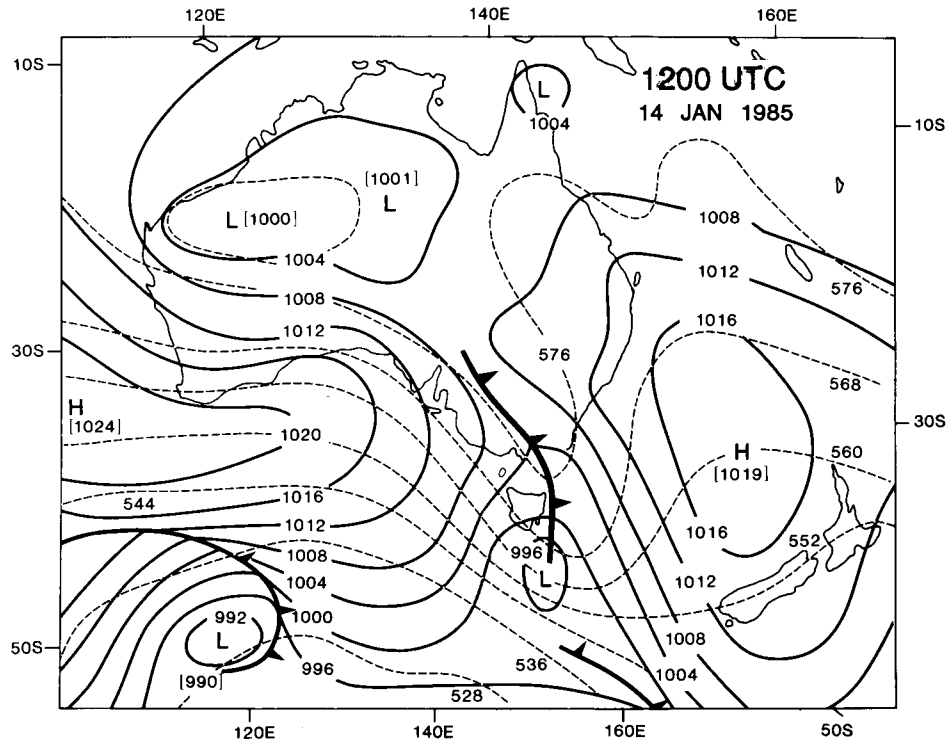 120E 140E 160E
10S
1200 UTC
14 JAN 1985
L
1004
10S
[1001]
L
L [1000]
1008
1004
1012
1008
576
1012
1016
30S
576
568
H
[1024]
30S
1020
560
H
[1019]
1016
544
1016
1012
552
996
1008
L
1012
1004
992
1000
1008
L
50S
996
536
1004
[990]
528
120E 140E 160E 50S